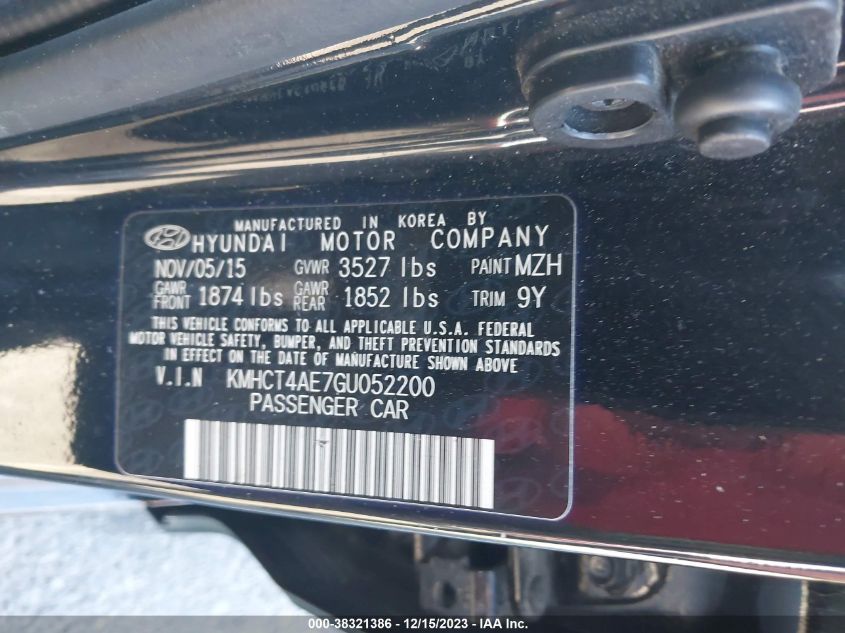 MANUFACTURED IN KOREA BY
HYUNDAI MOTOR COMPANY
NOV/05/15 GVWR 3527 lbs PAINT MZH
GAWR FRONT 1874 lbs GAWR REAR 1852 lbs TRIM 9Y
THIS VEHICLE CONFORMS TO ALL APPLICABLE U.S.A. FEDERAL
MOTOR VEHICLE SAFETY, BUMPER, AND THEFT PREVENTION STANDARDS
IN EFFECT ON THE DATE OF MANUFACTURE SHOWN ABOVE
V.I.N KMHCT4AE7GU052200
PASSENGER CAR
000-38321386 - 12/15/2023 - IAA Inc.